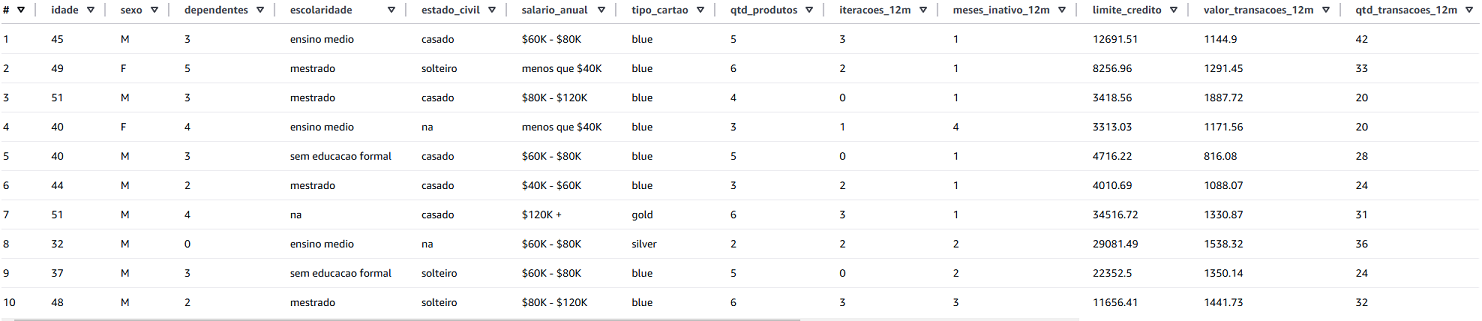 # idade sexo dependentes escolaridade estado_civil salario_anual tipo_cartao qtd_produtos iteracoes_12m meses_inativo_12m limite_credito valor_transacoes_12m qtd_transacoes_12m
1 45 M 3 ensino medio casado $60K - $80K blue 5 3 1 12691.51 1144.9 42
2 49 F 5 mestrado solteiro menos que $40K blue 6 2 1 8256.96 1291.45 33
3 51 M 3 mestrado casado $80K - $120K blue 4 0 1 3418.56 1887.72 20
4 40 F 4 ensino medio na menos que $40K blue 3 1 4 3313.03 1171.56 20
5 40 M 3 sem educacao formal casado $60K - $80K blue 5 0 1 4716.22 816.08 28
6 44 M 2 mestrado casado $40K - $60K blue 3 2 1 4010.69 1088.07 24
7 51 M 4 na casado $120K + gold 6 3 1 34516.72 1330.87 31
8 32 M 0 ensino medio na $60K - $80K silver 2 2 2 29081.49 1538.32 36
9 37 M 3 sem educacao formal solteiro $60K - $80K blue 5 0 2 22352.5 1350.14 24
10 48 M 2 mestrado solteiro $80K - $120K blue 6 3 3 11656.41 1441.73 32